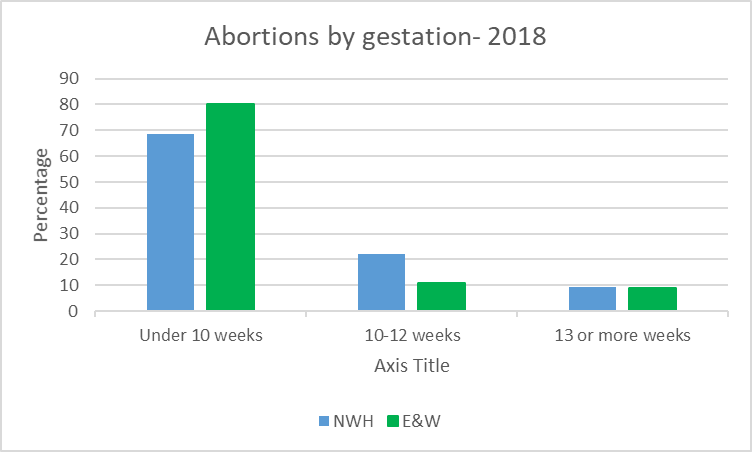 Abortions by gestation- 2018
90
80
70
60
50
40
30
20
10
0
Percentage
Under 10 weeks
10-12 weeks
13 or more weeks
Axis Title
NWH
E&W